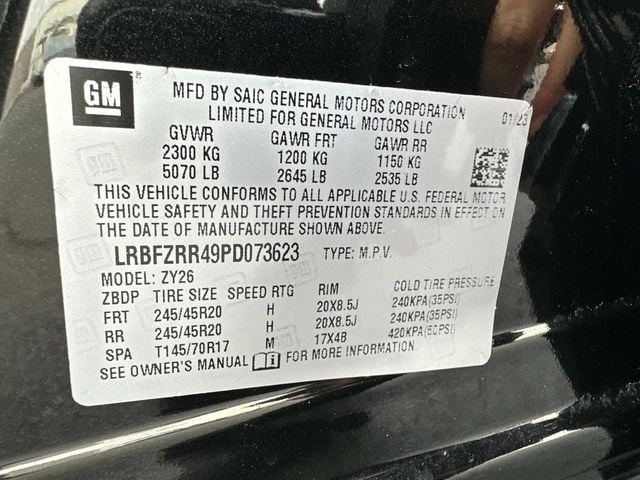 GM
MFD BY SAIC GENERAL MOTORS CORPORATION
LIMITED FOR GENERAL MOTORS LLC
01/23
GVWR GAWR FRT GAWR RR
2300 KG 1200 KG 1150 KG
5070 LB 2645 LB 2535 LB
THIS VEHICLE CONFORMS TO ALL APPLICABLE U.S. FEDERAL MOTOR
VEHICLE SAFETY AND THEFT PREVENTION STANDARDS IN EFFECT ON
THE DATE OF MANUFACTURE SHOWN ABOVE.
LRBFZRR49PD073623 TYPE: M.P.V.
MODEL: ZY26
ZBDP TIRE SIZE SPEED RTG RIM COLD TIRE PRESSURE
FRT 245/45R20 H 20X8.5J 240KPA(35PSI)
RR 245/45R20 H 20X8.5J 240KPA(35PSI)
SPA T145/70R17 M 17X4B 420KPA(60PSI)
SEE OWNER'S MANUAL FOR MORE INFORMATION.